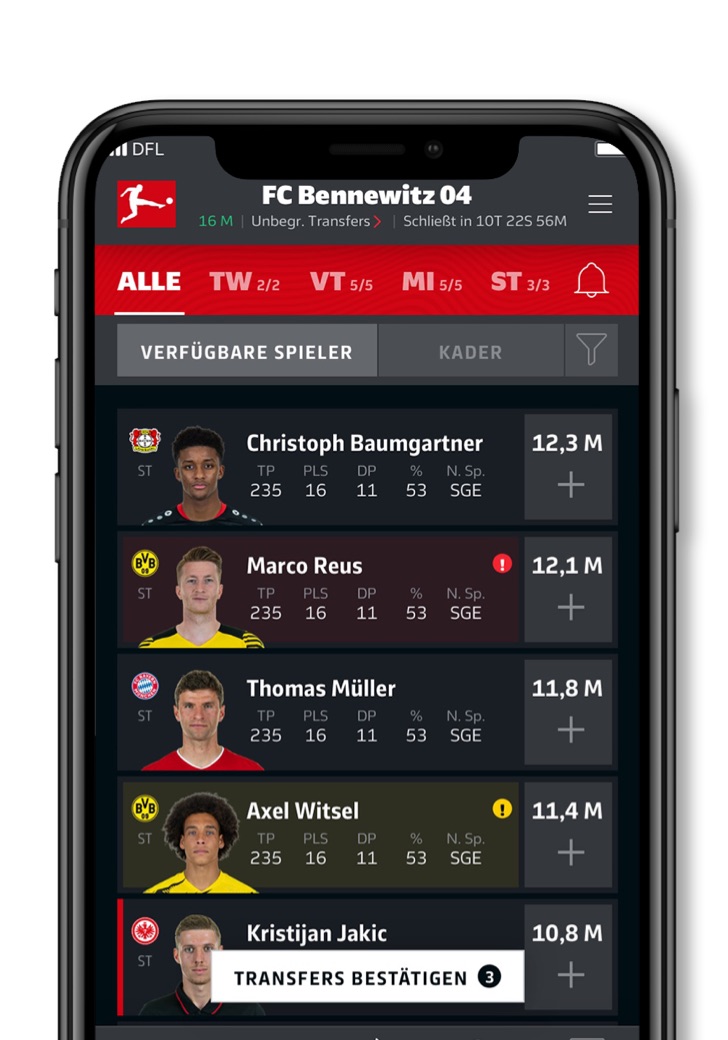 DFL
FC Bennewitz 04
16 M | Unbegr. Transfers | Schließt in 10T 22S 56M
ALLE TW 2/2 VT 5/5 MI 5/5 ST 3/3
VERFÜGBARE SPIELER KADER
Christoph Baumgartner 12,3 M
ST TP PLS DP % N. Sp.
235 16 11 53 SGE
BVB 09 Marco Reus ! 12,1 M
ST TP PLS DP % N. Sp.
235 16 11 53 SGE
Thomas Müller 11,8 M
ST TP PLS DP % N. Sp.
235 16 11 53 SGE
BVB 09 Axel Witsel ! 11,4 M
ST TP PLS DP % N. Sp.
235 16 11 53 SGE
Kristijan Jakic 10,8 M
ST
TRANSFERS BESTÄTIGEN 3